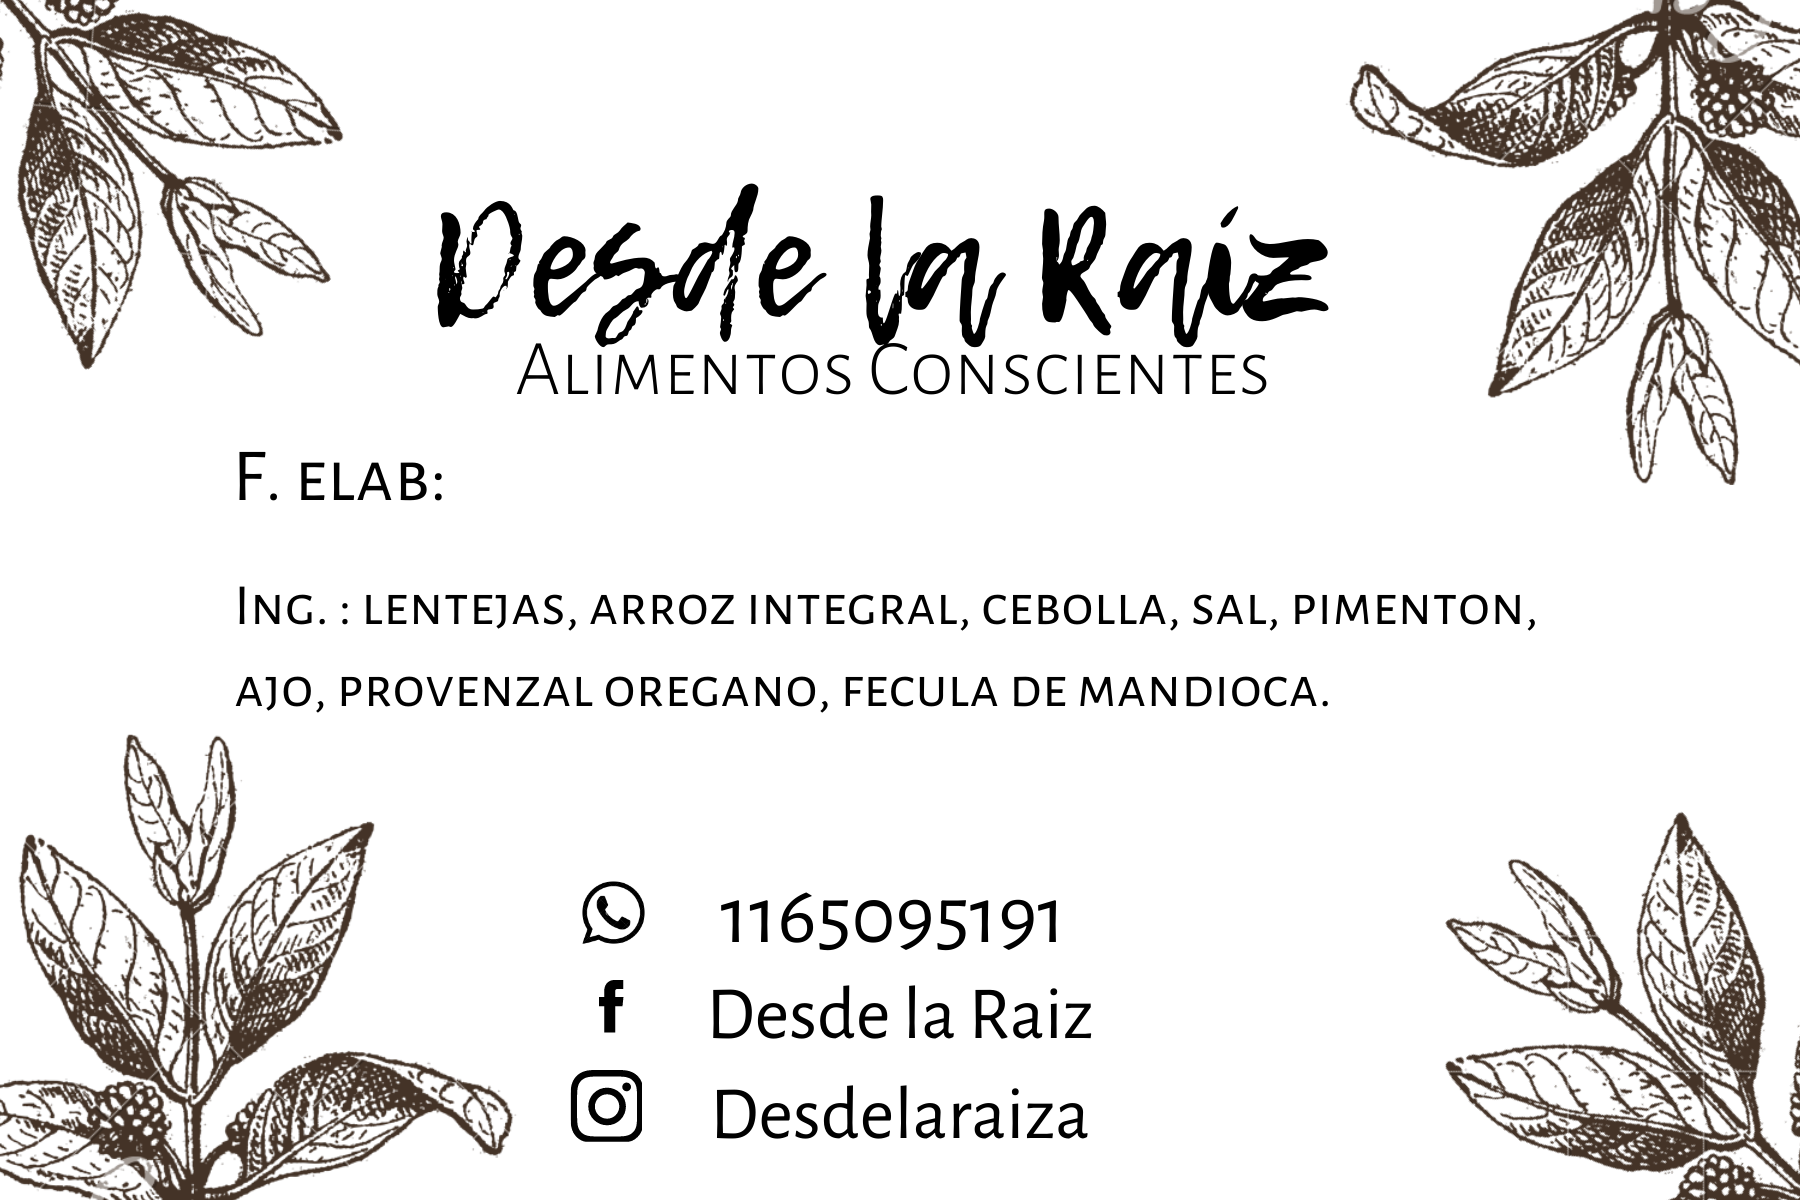 Desde la Raíz
Alimentos Conscientes
F. elab:
Ing. : lentejas, arroz integral, cebolla, sal, pimenton,
ajo, provenzal oregano, fecula de mandioca.
1165095191
Desde la Raiz
Desdelaraiza